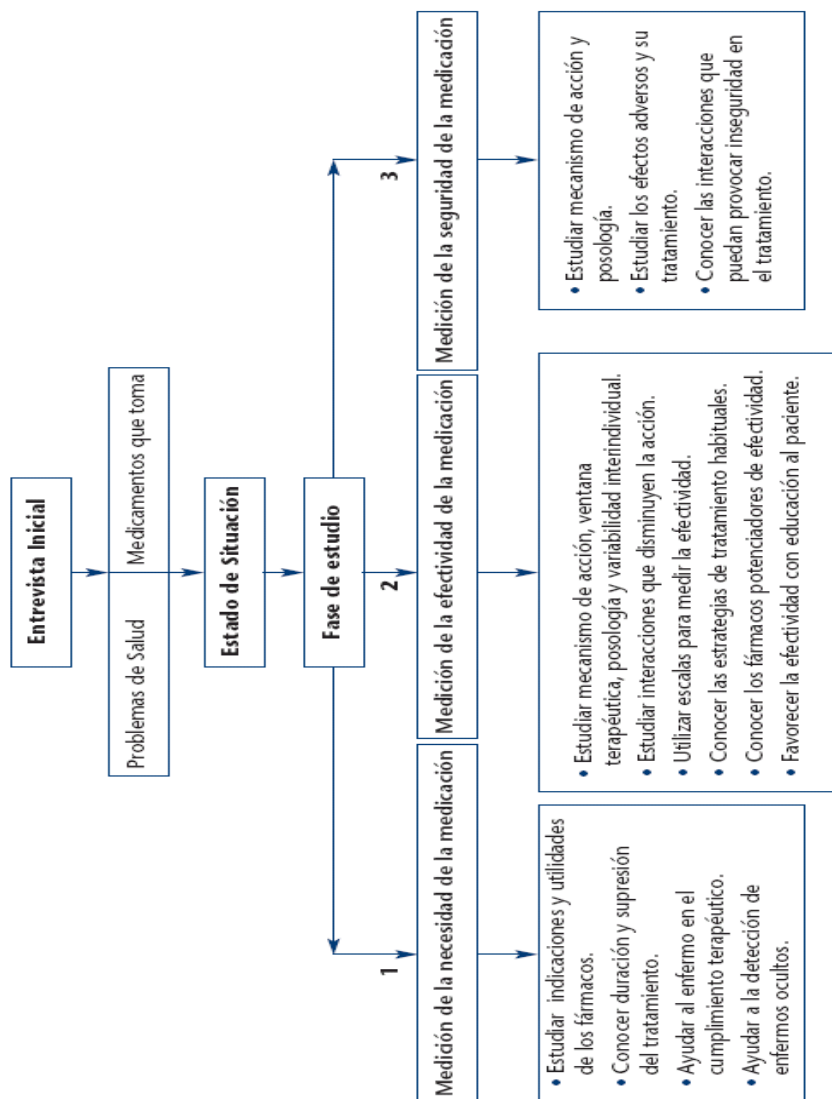 Entrevista Inicial
Problemas de Salud
Medicamentos que toma
Estado de Situación
Fase de estudio
1
Medición de la necesidad de la medicación
• Estudiar indicaciones y utilidades
de los fármacos.
• Conocer duración y supresión
del tratamiento.
• Ayudar al enfermo en el
cumplimiento terapéutico.
• Ayudar a la detección de
enfermos ocultos.
2
Medición de la efectividad de la medicación
• Estudiar mecanismo de acción, ventana
terapéutica, posología y variabilidad interindividual.
• Estudiar interacciones que disminuyen la acción.
• Utilizar escalas para medir la efectividad.
• Conocer las estrategias de tratamiento habituales.
• Conocer los fármacos potenciadores de efectividad.
• Favorecer la efectividad con educación al paciente.
3
Medición de la seguridad de la medicación
• Estudiar mecanismo de acción y
posología.
• Estudiar los efectos adversos y su
tratamiento.
• Conocer las interacciones que
puedan provocar inseguridad en
el tratamiento.